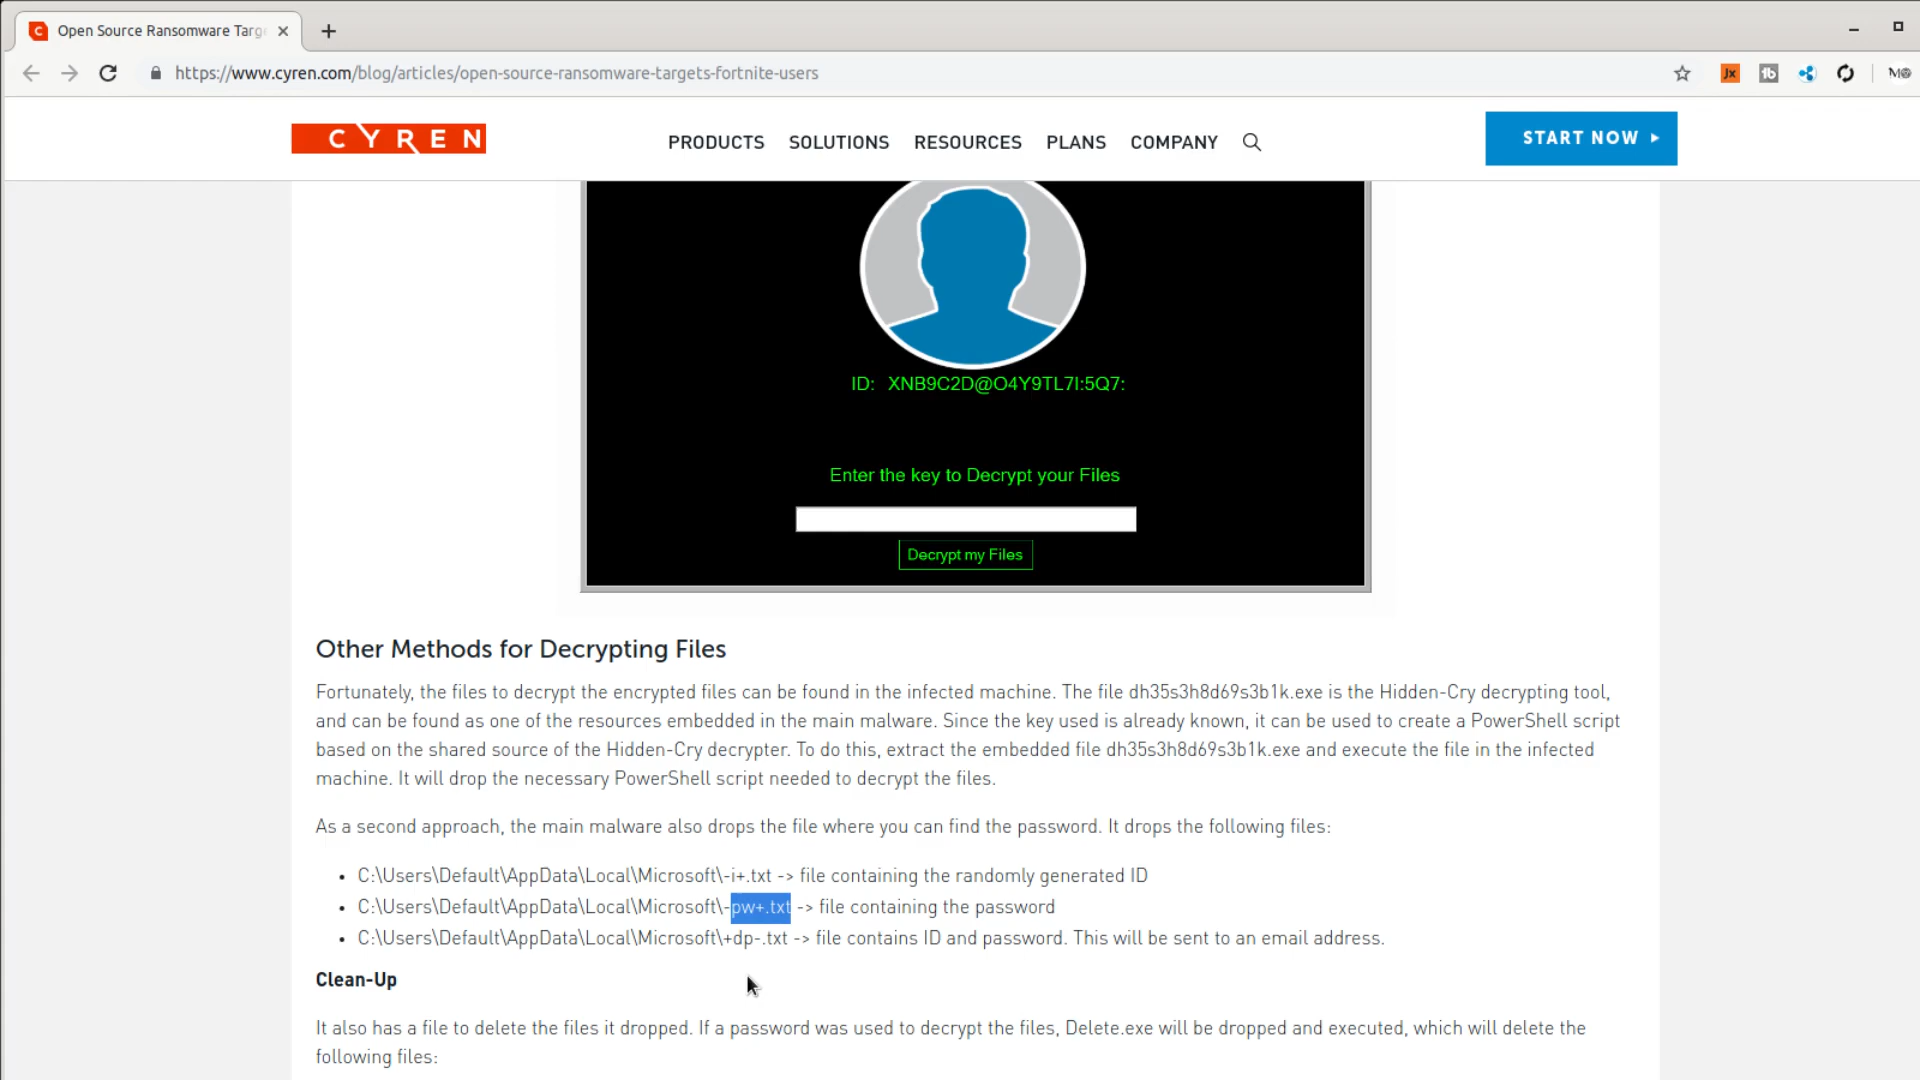 Open Source Ransomware Targ
https://www.cyren.com/blog/articles/open-source-ransomware-targets-fortnite-users
CYREN
PRODUCTS SOLUTIONS RESOURCES PLANS COMPANY
START NOW
ID: XNB9C2D@O4Y9TL7I:5Q7:
Enter the key to Decrypt your Files
Decrypt my Files
Other Methods for Decrypting Files
Fortunately, the files to decrypt the encrypted files can be found in the infected machine. The file dh35s3h8d69s3b1k.exe is the Hidden-Cry decrypting tool,
and can be found as one of the resources embedded in the main malware. Since the key used is already known, it can be used to create a PowerShell script
based on the shared source of the Hidden-Cry decrypter. To do this, extract the embedded file dh35s3h8d69s3b1k.exe and execute the file in the infected
machine. It will drop the necessary PowerShell script needed to decrypt the files.
As a second approach, the main malware also drops the file where you can find the password. It drops the following files:
• C:\Users\Default\AppData\Local\Microsoft\-i+.txt -> file containing the randomly generated ID
• C:\Users\Default\AppData\Local\Microsoft\-pw+.txt -> file containing the password
• C:\Users\Default\AppData\Local\Microsoft\+dp-.txt -> file contains ID and password. This will be sent to an email address.
Clean-Up
It also has a file to delete the files it dropped. If a password was used to decrypt the files, Delete.exe will be dropped and executed, which will delete the
following files: